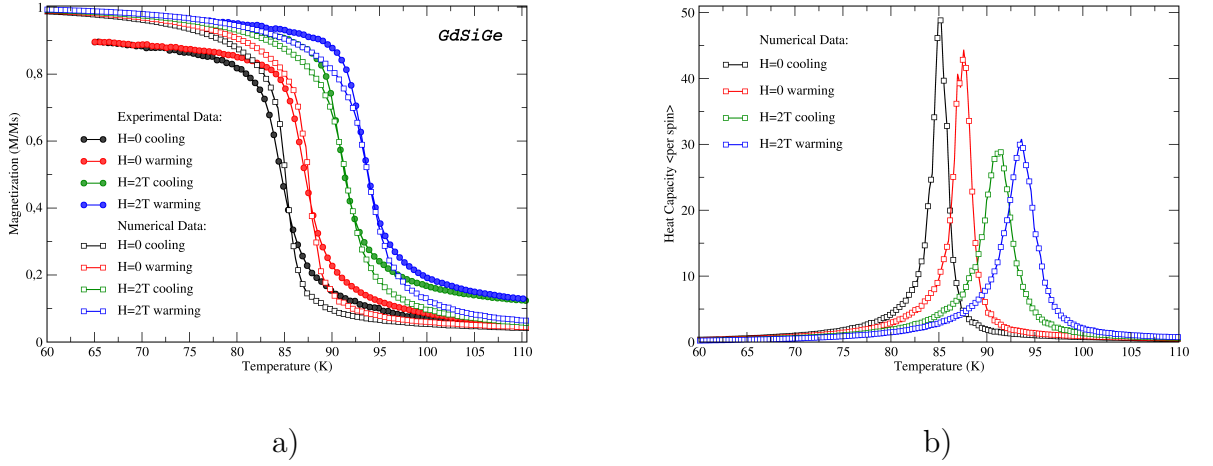 GdSiGe
Magnetization (M/Ms)
1
0,8
0,6
0,4
0,2
0
Experimental Data:
H=0 cooling
H=0 warming
H=2T cooling
H=2T warming
Numerical Data:
H=0 cooling
H=0 warming
H=2T cooling
H=2T warming
60 65 70 75 80 85 90 95 100 105 110
Temperature (K)
a)
Heat Capacity <per spin>
50
40
30
20
10
0
Numerical Data:
H=0 cooling
H=0 warming
H=2T cooling
H=2T warming
60 65 70 75 80 85 90 95 100 105 110
Temperature (K)
b)